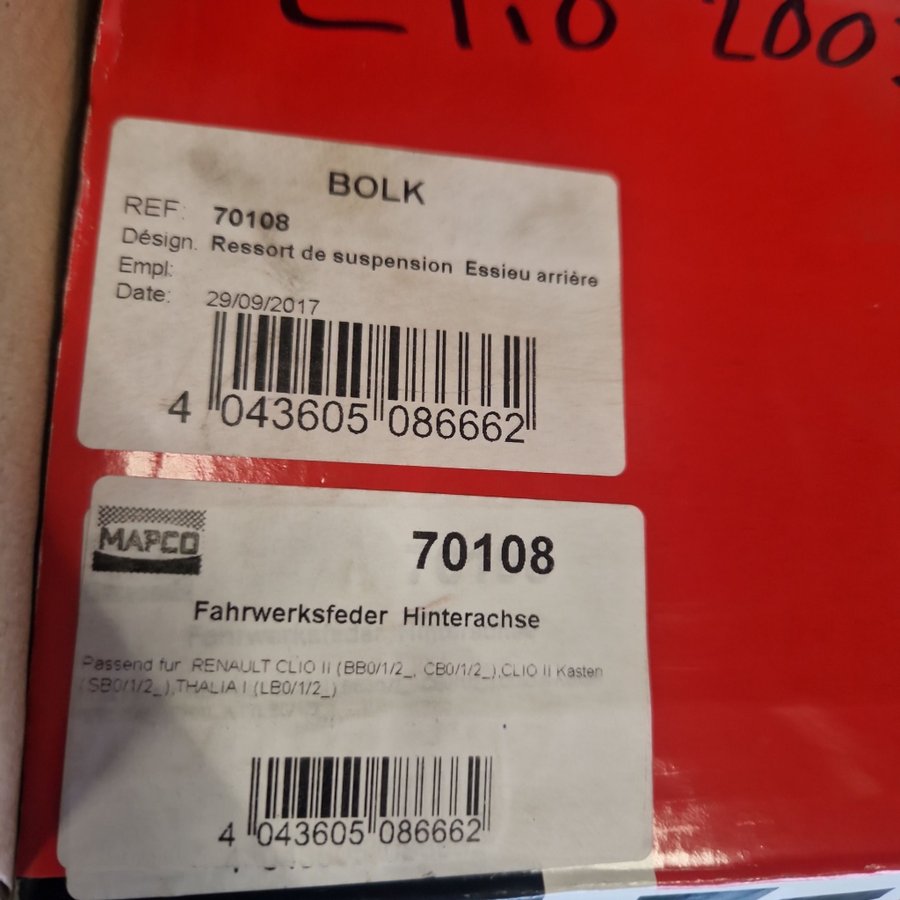 Clio 2003
BOLK
REF: 70108
Désign. Ressort de suspension Essieu arrière
Empl:
Date: 29/09/2017
4 043605 086662
MAPCO
70108
Fahrwerksfeder Hinterachse
Passend für RENAULT CLIO II (BB0/1/2_, CB0/1/2_),CLIO II Kasten
(SB0/1/2_),THALIA I (LB0/1/2_)
4 043605 086662